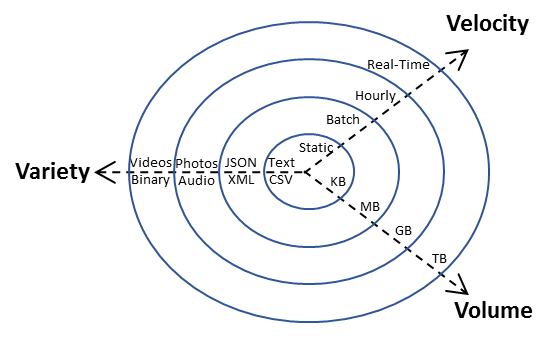 Velocity
Real-Time
Hourly
Batch
Static
Variety
Videos Photos JSON Text
Binary Audio XML CSV
KB
MB
GB
TB
Volume